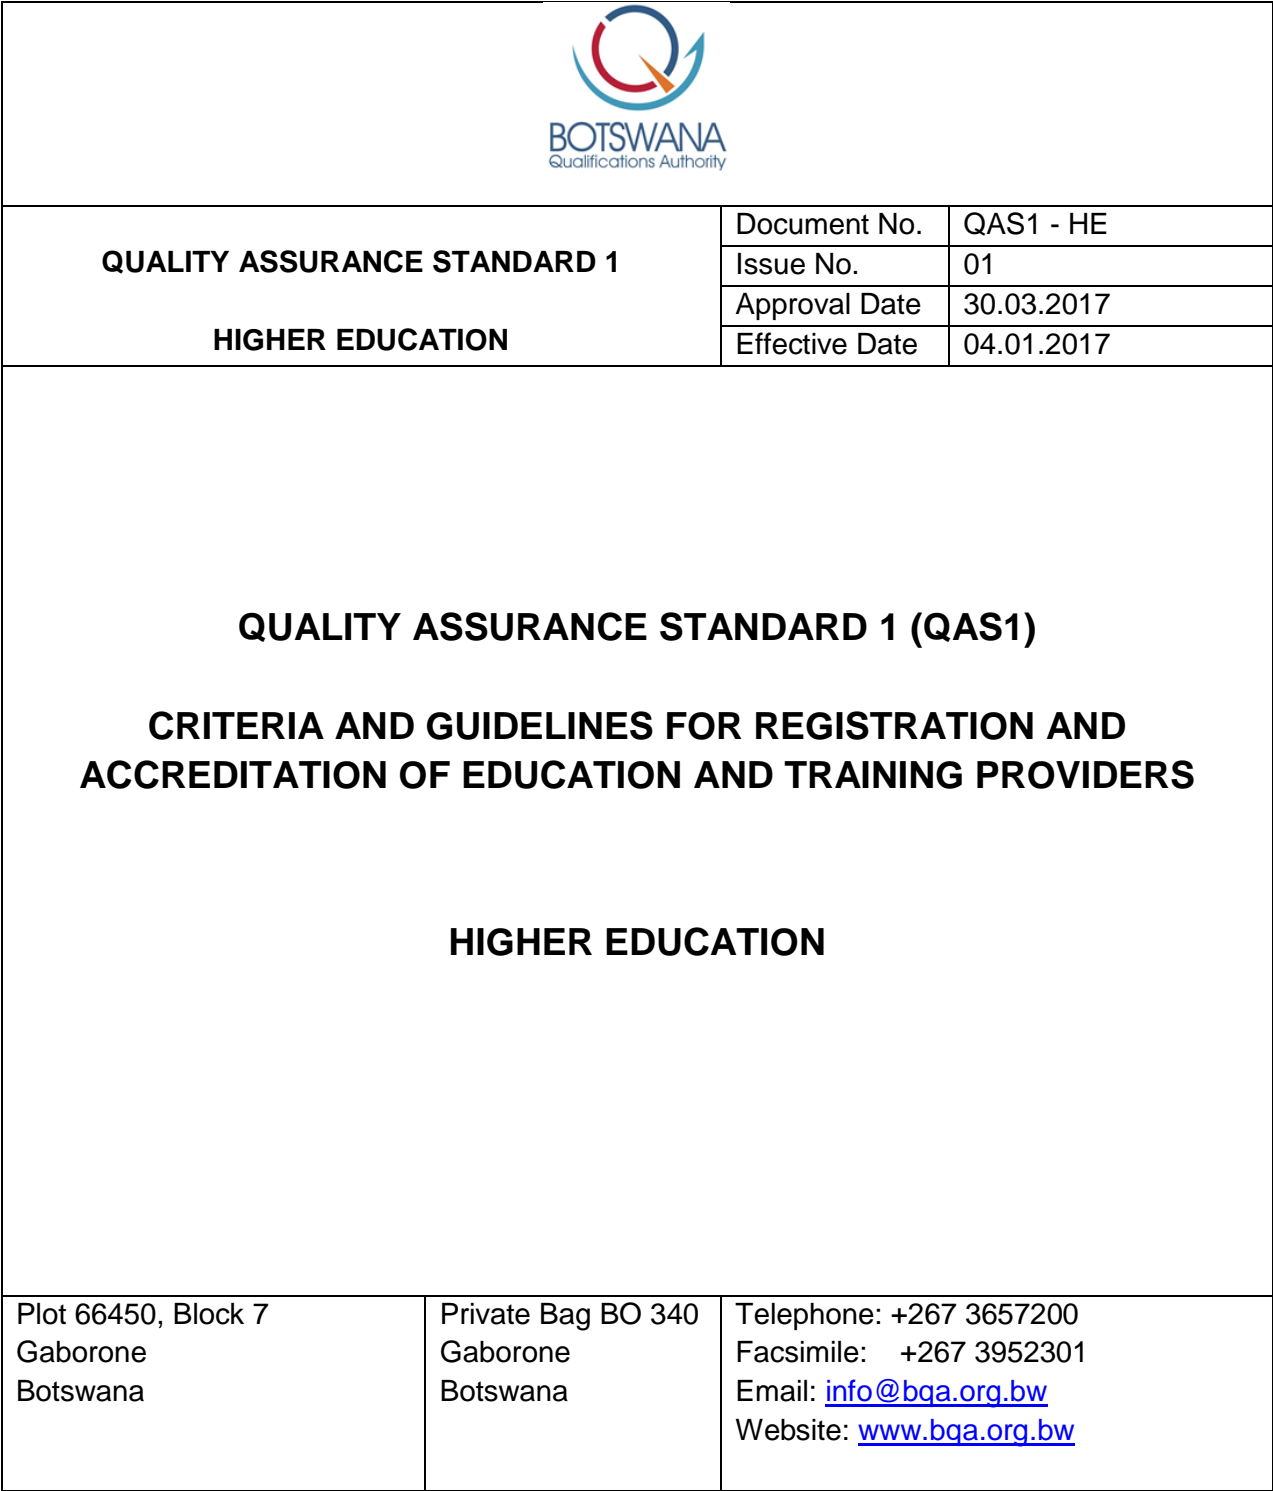 BOTSWANA
Qualifications Authority
QUALITY ASSURANCE STANDARD 1
HIGHER EDUCATION
Document No. QAS1 - HE
Issue No. 01
Approval Date 30.03.2017
Effective Date 04.01.2017
QUALITY ASSURANCE STANDARD 1 (QAS1)
CRITERIA AND GUIDELINES FOR REGISTRATION AND
ACCREDITATION OF EDUCATION AND TRAINING PROVIDERS
HIGHER EDUCATION
Plot 66450, Block 7
Gaborone
Botswana
Private Bag BO 340
Gaborone
Botswana
Telephone: +267 3657200
Facsimile: +267 3952301
Email: info@bqa.org.bw
Website: www.bqa.org.bw